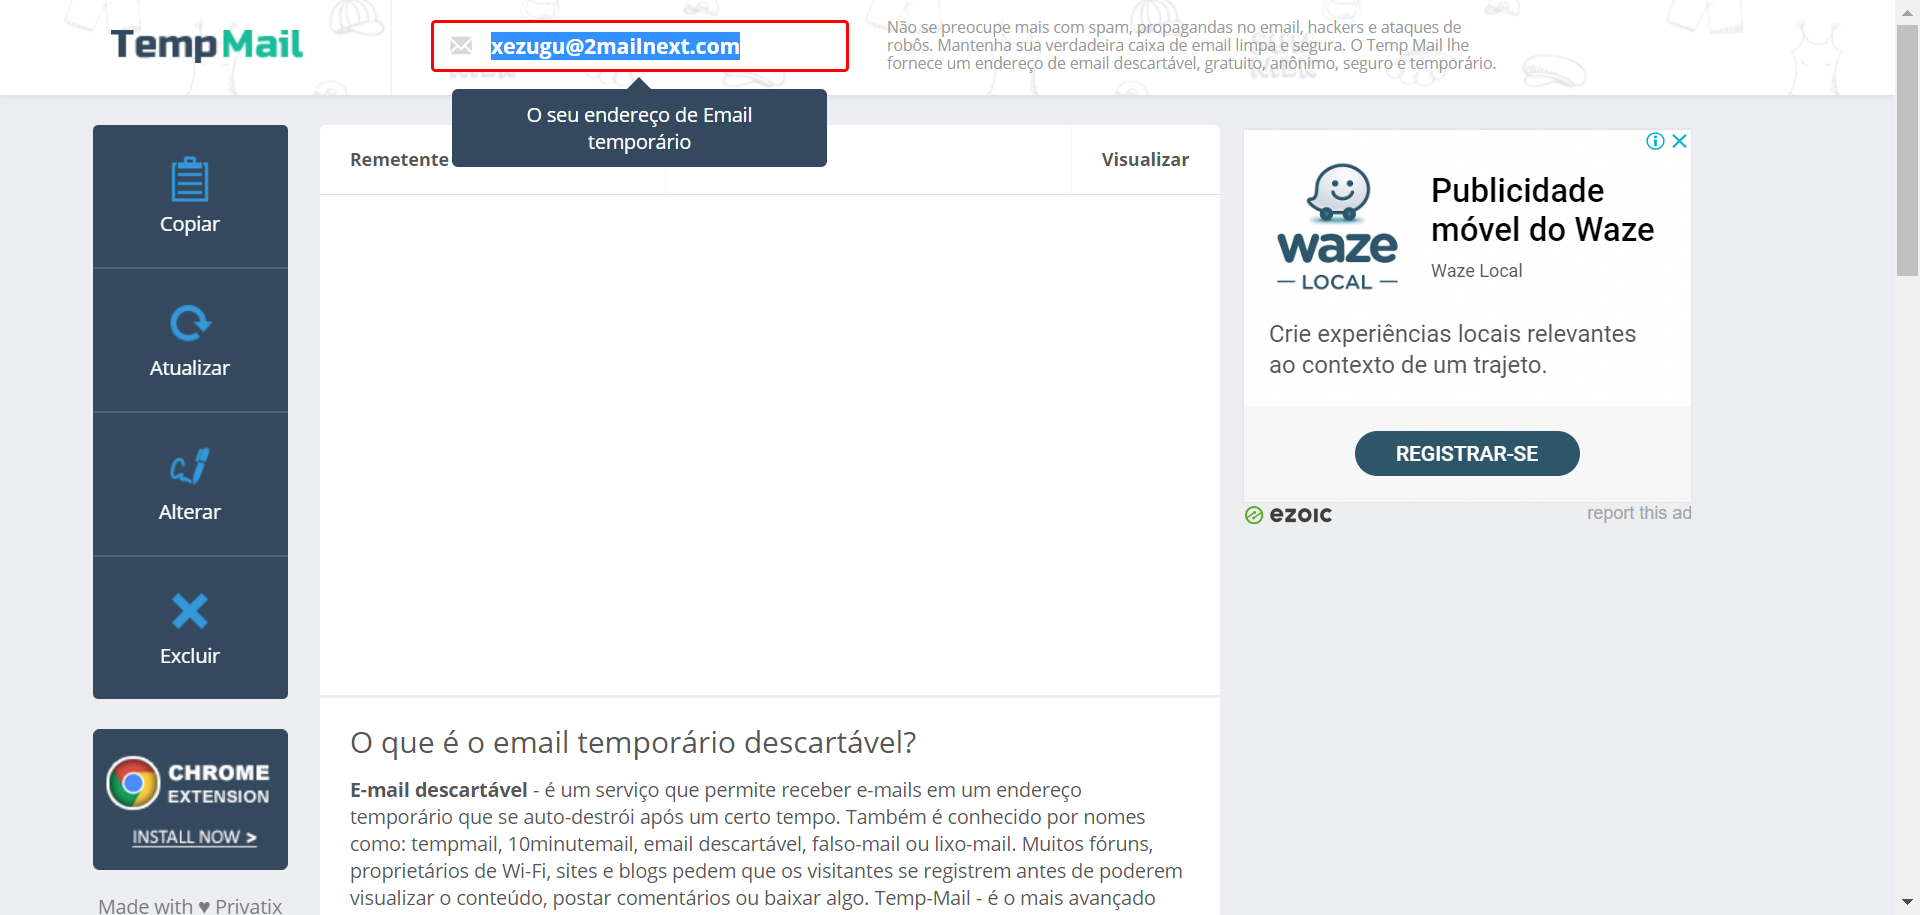 TempMail
xezugu@2mailnext.com
Não se preocupe mais com spam, propagandas no email, hackers e ataques de
robôs. Mantenha sua verdadeira caixa de email limpa e segura. O Temp Mail lhe
fornece um endereço de email descartável, gratuito, anônimo, seguro e temporário.
O seu endereço de Email
temporário
Copiar
Atualizar
Alterar
Excluir
CHROME
EXTENSION
INSTALL NOW >
Made with ♥ Privatix
Remetente
Visualizar
O que é o email temporário descartável?
E-mail descartável - é um serviço que permite receber e-mails em um endereço
temporário que se auto-destrói após um certo tempo. Também é conhecido por nomes
como: tempmail, 10minutemail, email descartável, falso-mail ou lixo-mail. Muitos fóruns,
proprietários de Wi-Fi, sites e blogs pedem que os visitantes se registrem antes de poderem
visualizar o conteúdo, postar comentários ou baixar algo. Temp-Mail - é o mais avançado
waze
LOCAL
Publicidade
móvel do Waze
Waze Local
Crie experiências locais relevantes
ao contexto de um trajeto.
REGISTRAR-SE
ezoic
report this ad